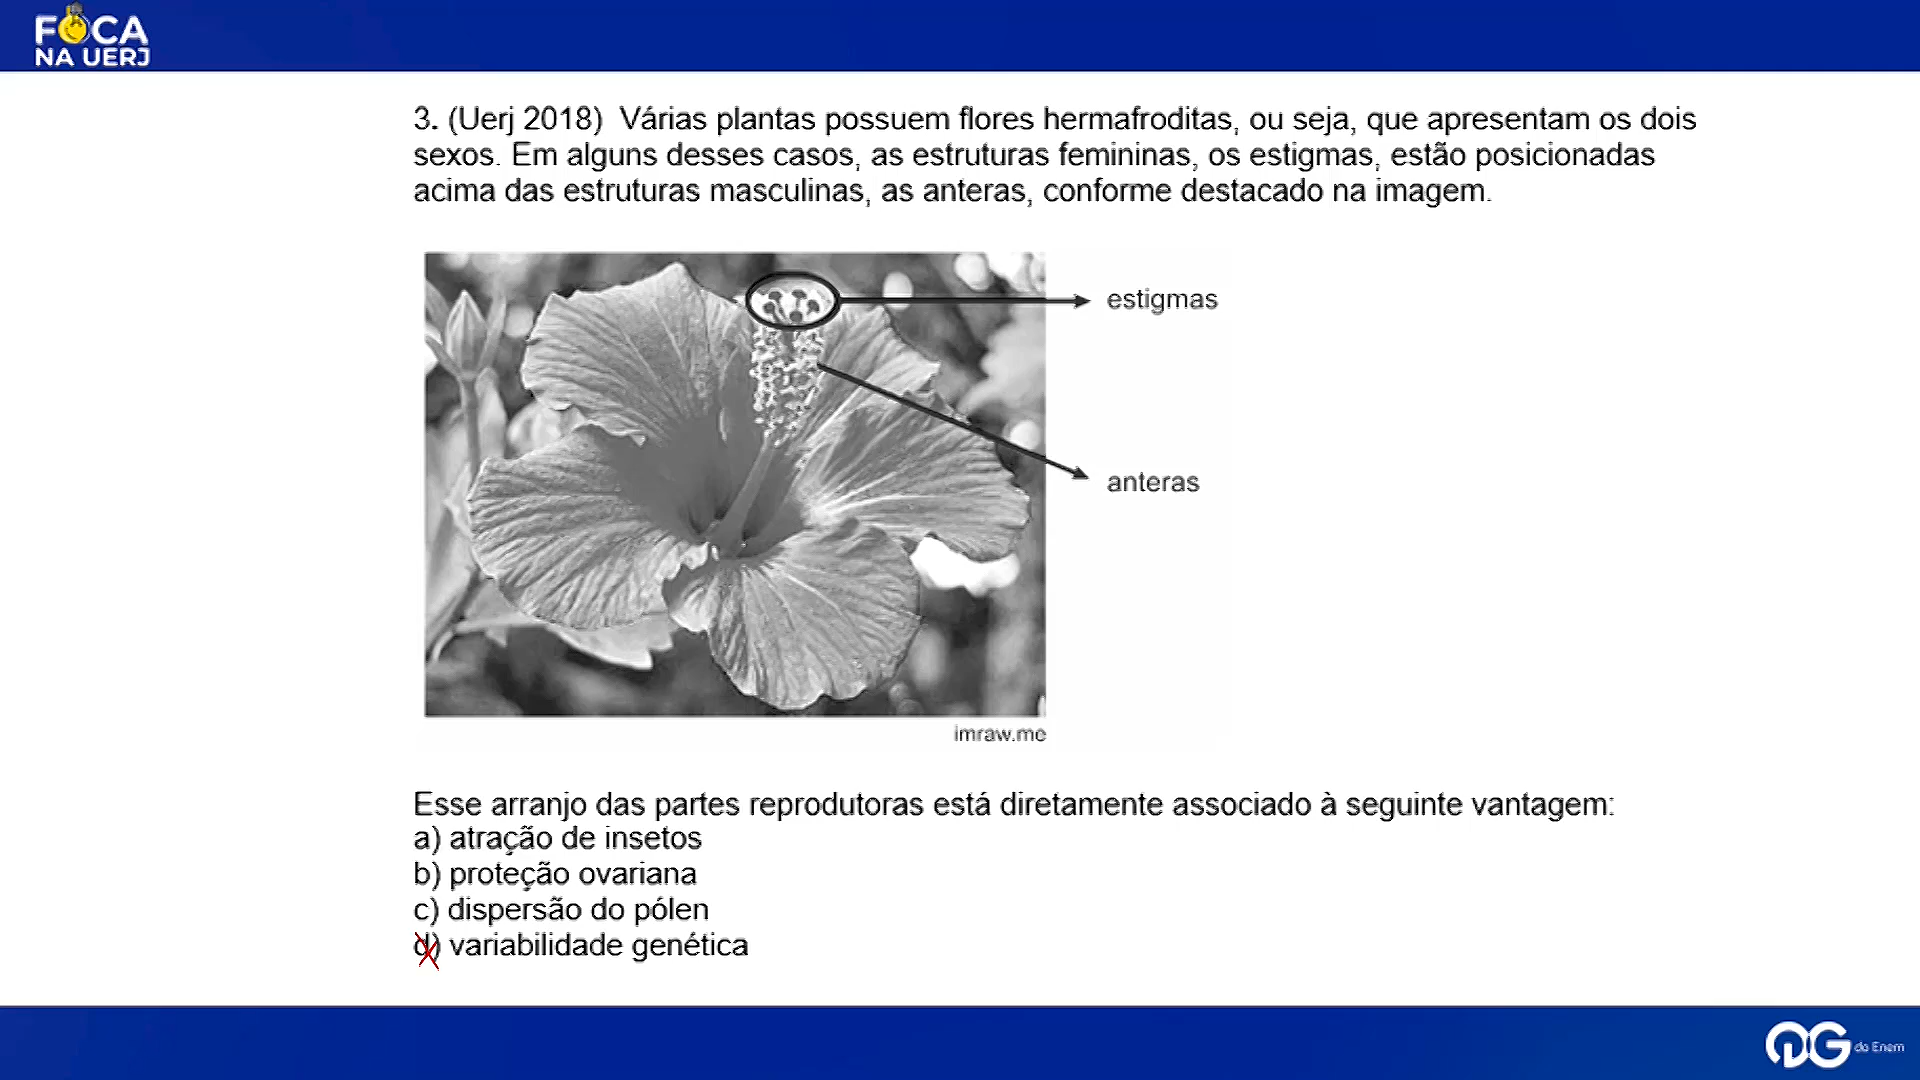 FOCA
NA UERJ
3. (Uerj 2018) Várias plantas possuem flores hermafroditas, ou seja, que apresentam os dois
sexos. Em alguns desses casos, as estruturas femininas, os estigmas, estão posicionadas
acima das estruturas masculinas, as anteras, conforme destacado na imagem.
estigmas
anteras
imraw.me
Esse arranjo das partes reprodutoras está diretamente associado à seguinte vantagem:
a) atração de insetos
b) proteção ovariana
c) dispersão do pólen
d) variabilidade genética
QG do Enem